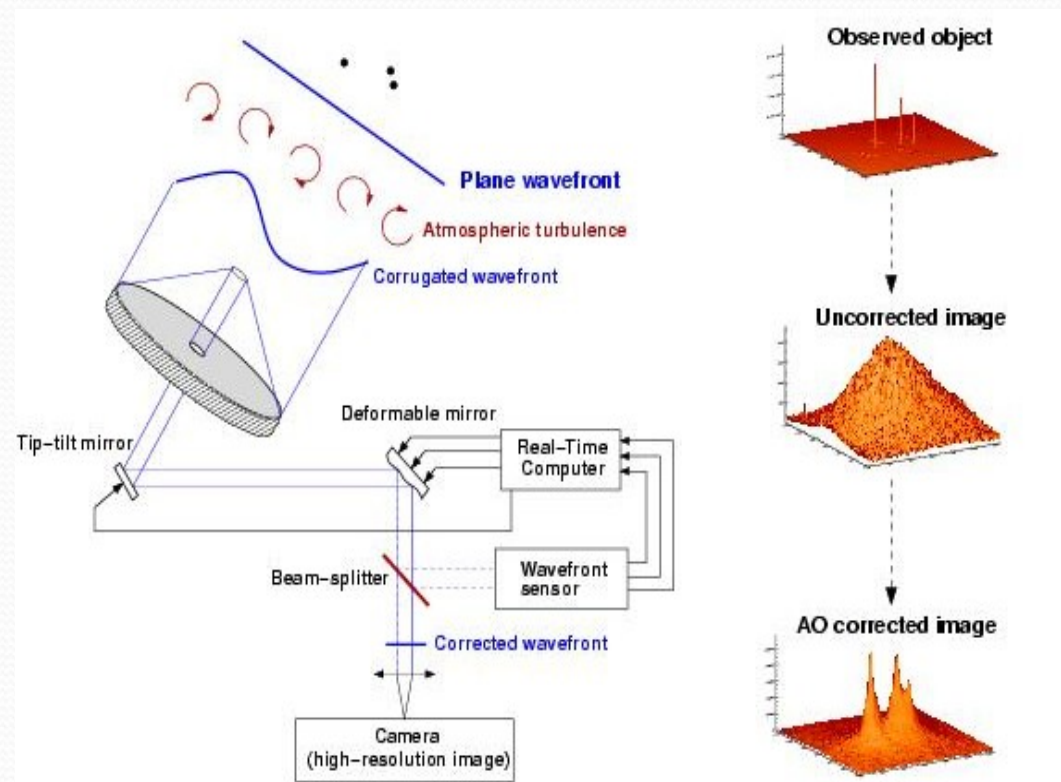 Observed object
Plane wavefront
Atmospheric turbulence
Corrugated wavefront
Uncorrected image
Deformable mirror
Tip-tilt mirror
Real-Time
Computer
Beam-splitter
Wavefront
sensor
AO corrected image
Corrected wavefront
Camera
(high-resolution image)